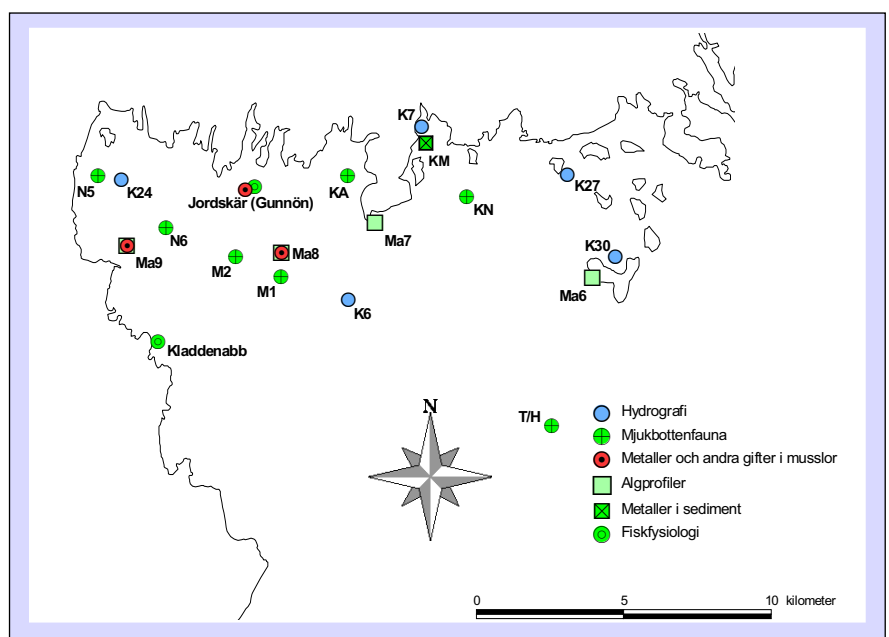 K7
KM
N5
K24
Jordskär (Gunnön)
KA
KN
K27
N6
Ma7
Ma9
M2
Ma8
K30
M1
K6
Ma6
Kladdenabb
N
T/H
Hydrografi
Mjukbottenfauna
Metaller och andra gifter i musslor
Algprofiler
Metaller i sediment
Fiskfysiologi
0 5 10 kilometer